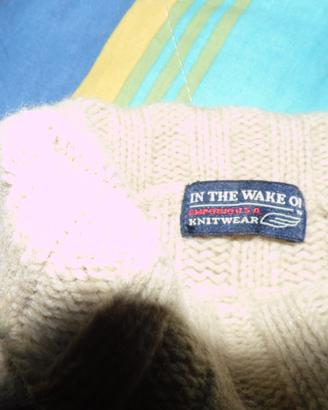 IN THE WAKE OF
KNITWEAR